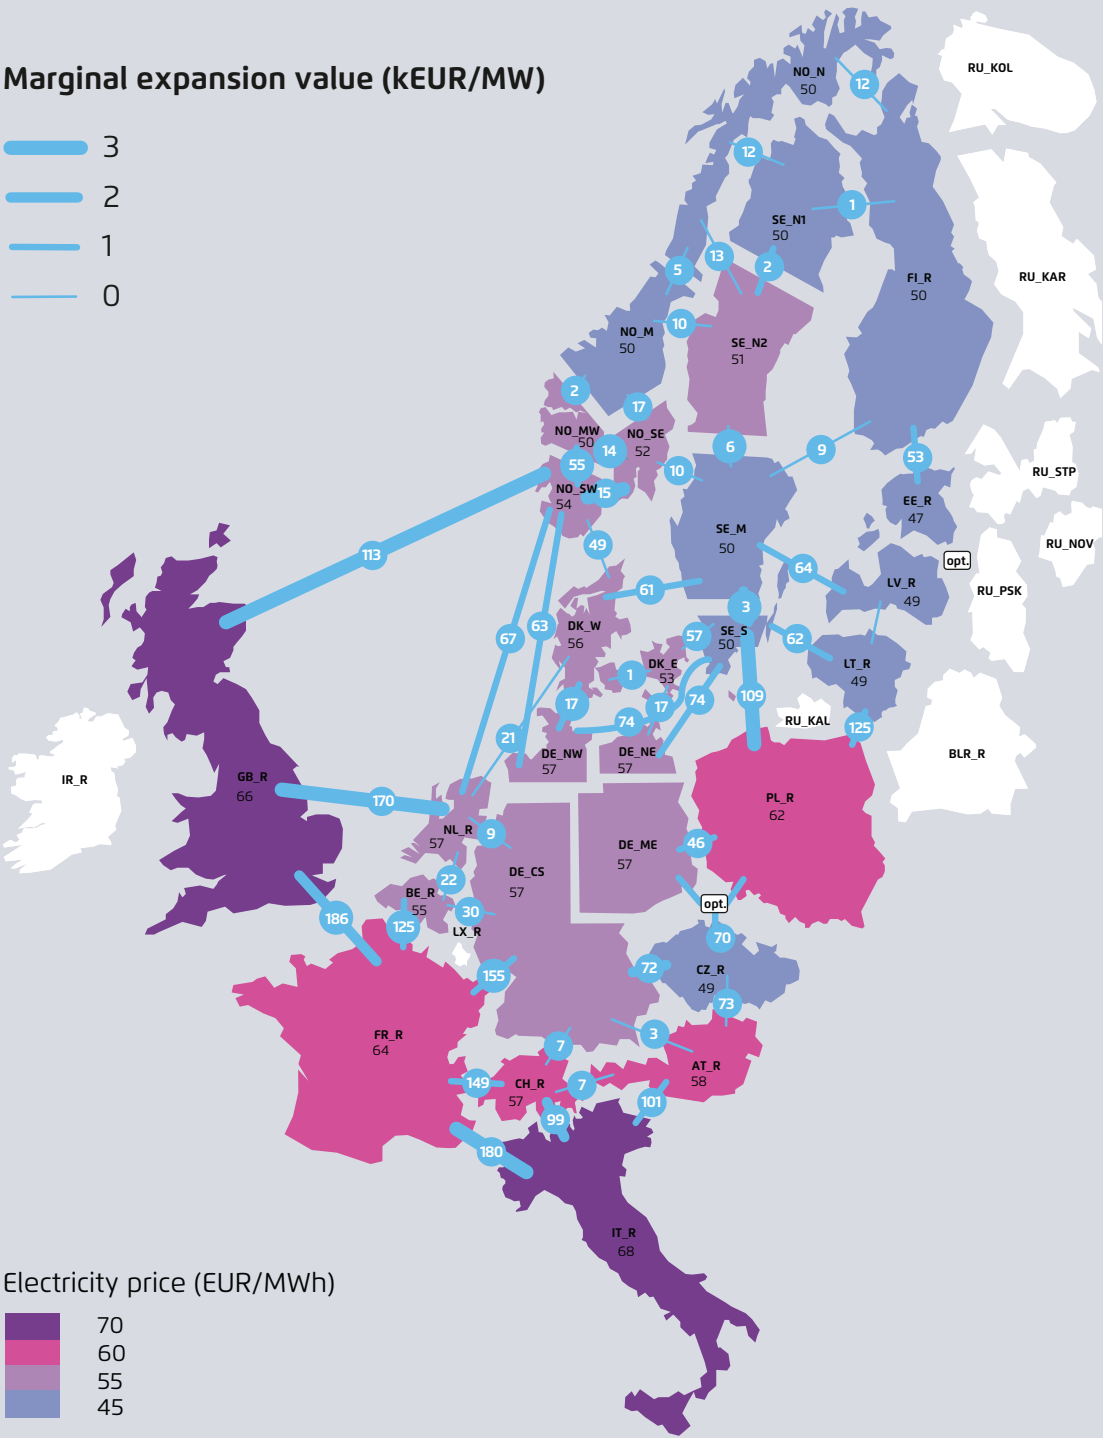 Marginal expansion value (kEUR/MW)
3
2
1
0
NO_N
50
12
RU_KOL
12
SE_N1
50
1
13
2
5
FI_R
50
RU_KAR
NO_M
50
10
SE_N2
51
2
17
NO_MW
50
14
NO_SE
52
6
9
53
55
10
RU_STP
NO_SW
54
15
EE_R
47
SE_M
50
49
RU_NOV
113
opt.
64
61
LV_R
49
RU_PSK
3
67
63
DK_W
56
57
SE_S
50
62
DK_E
53
LT_R
49
1
17
17
74
109
74
RU_KAL
125
21
DE_NW
57
DE_NE
57
BLR_R
IR_R
GB_R
66
170
PL_R
62
NL_R
57
9
DE_ME
57
46
22
DE_CS
57
BE_R
55
30
opt.
186
125
LX_R
70
155
72
CZ_R
49
73
FR_R
64
7
3
149
CH_R
57
7
AT_R
58
101
99
180
IT_R
68
Electricity price (EUR/MWh)
70
60
55
45